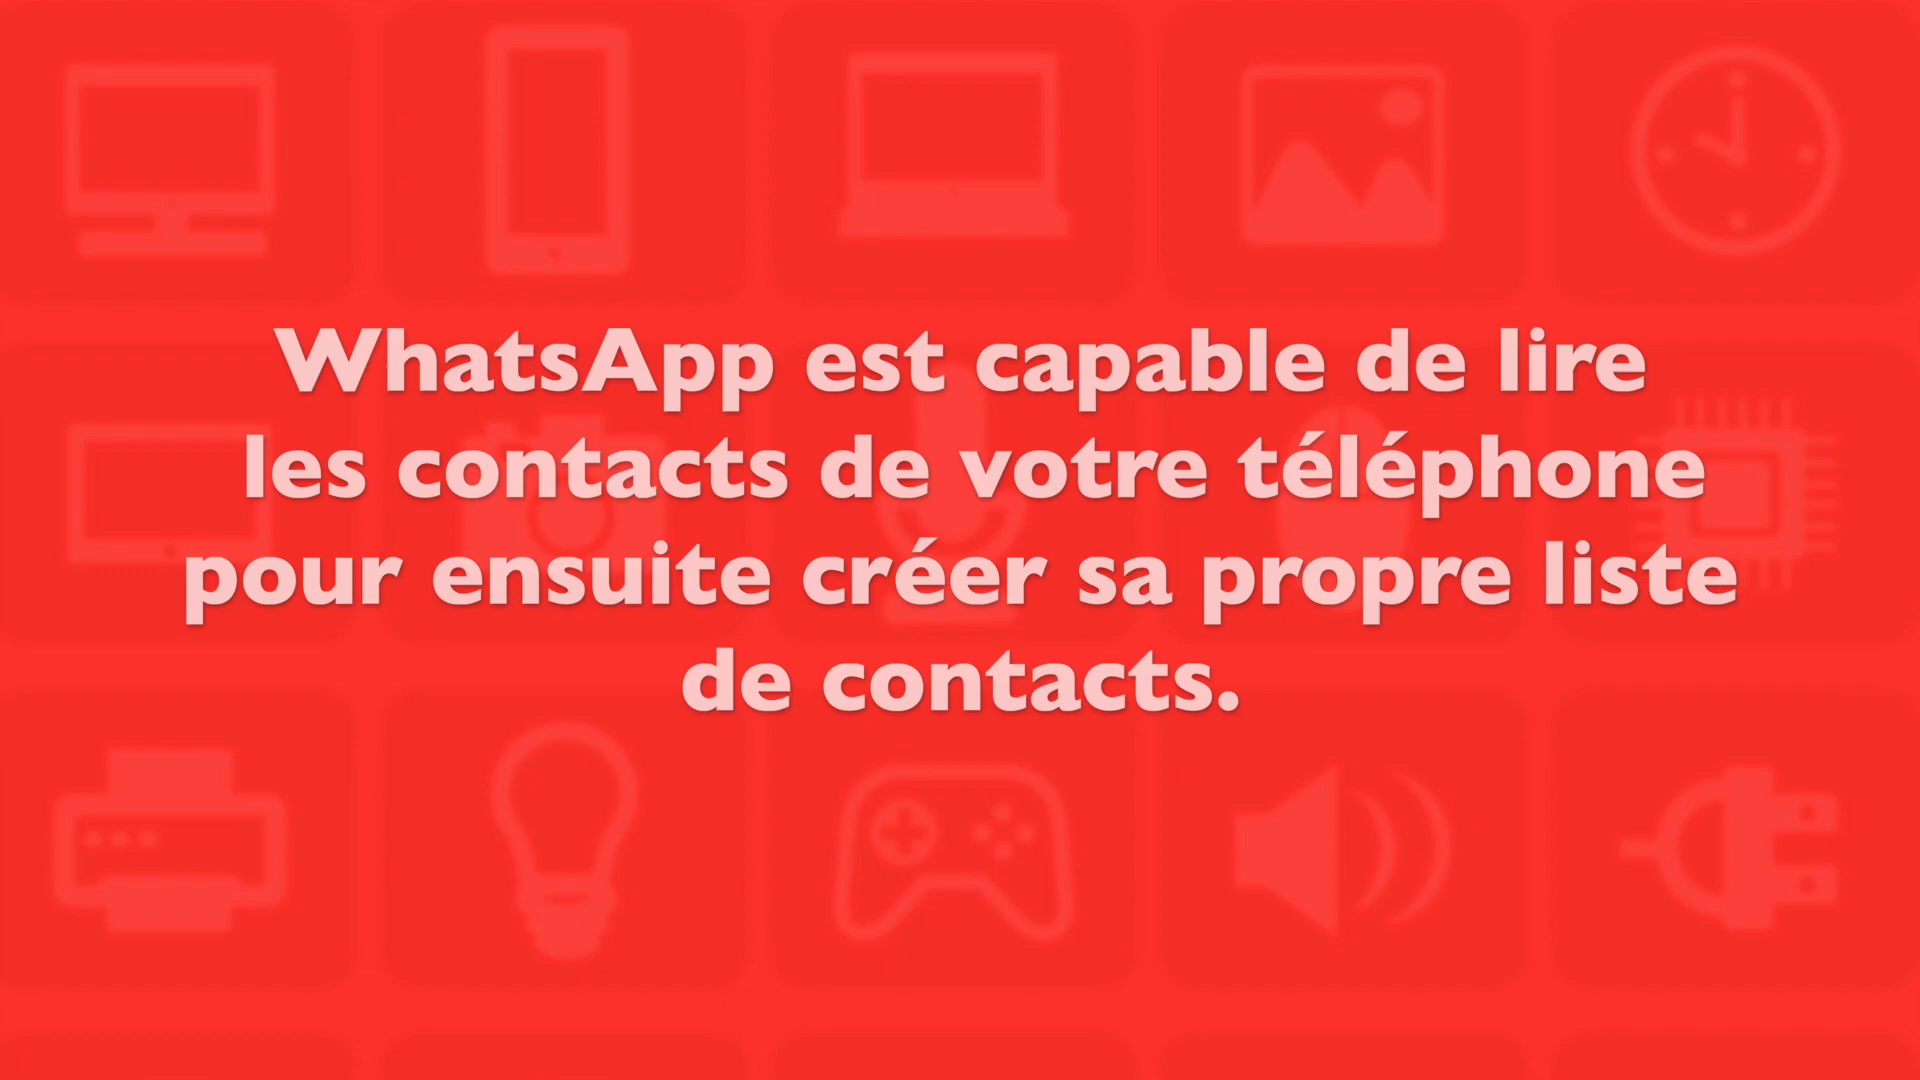 WhatsApp est capable de lire
les contacts de votre téléphone
pour ensuite créer sa propre liste
de contacts.